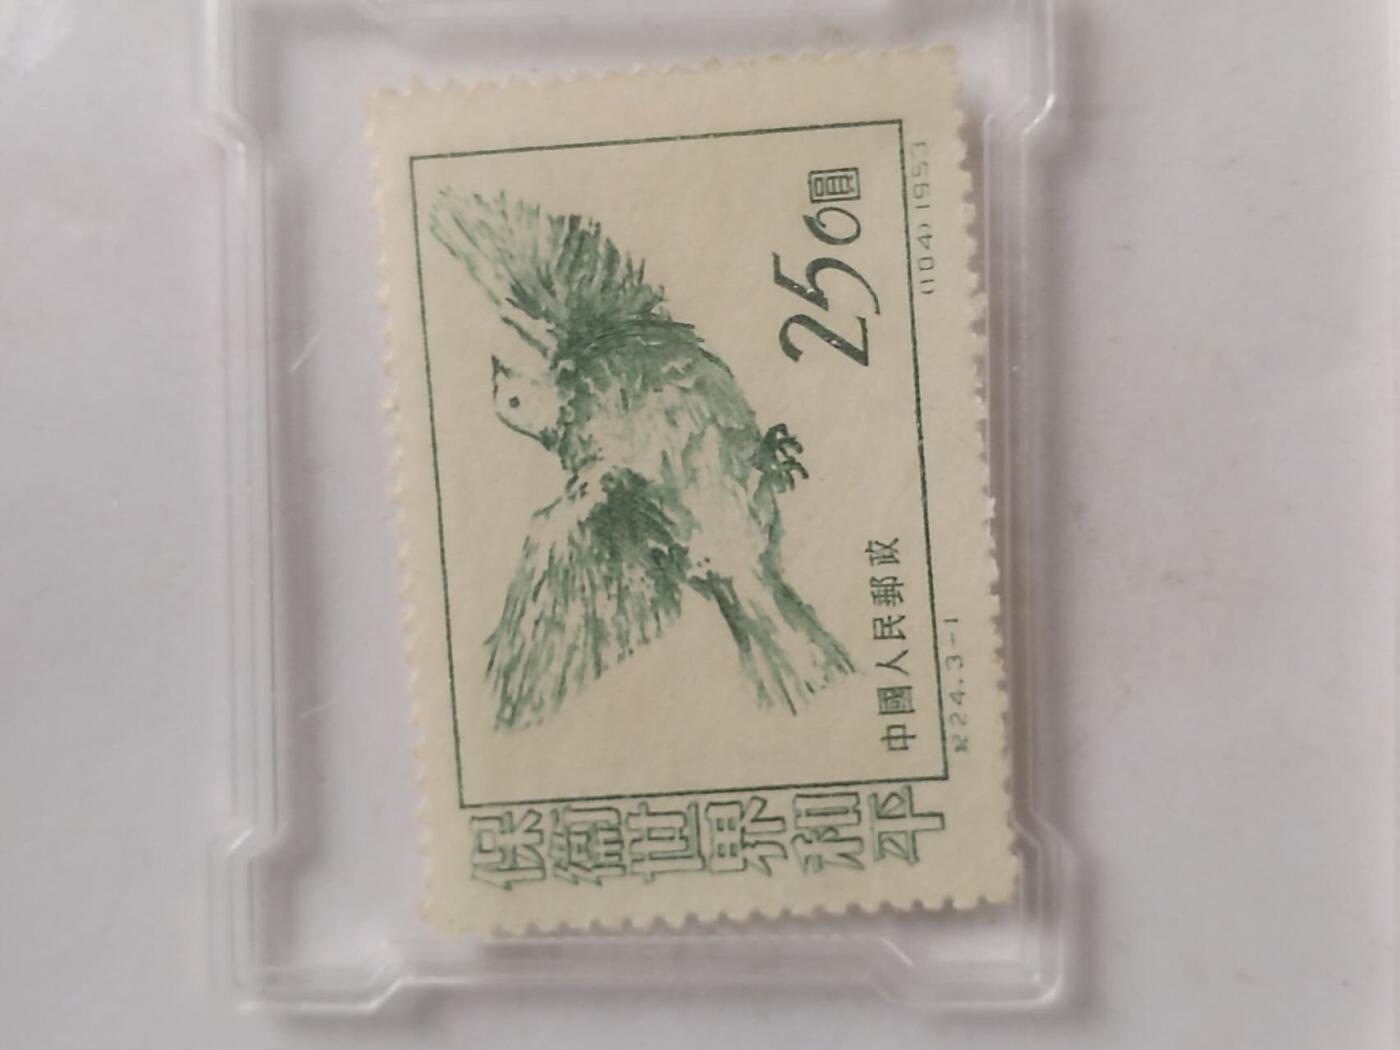 保
衞
世
界
和
平
250圓
中國人民郵政
紀24.3-1
(104)1953